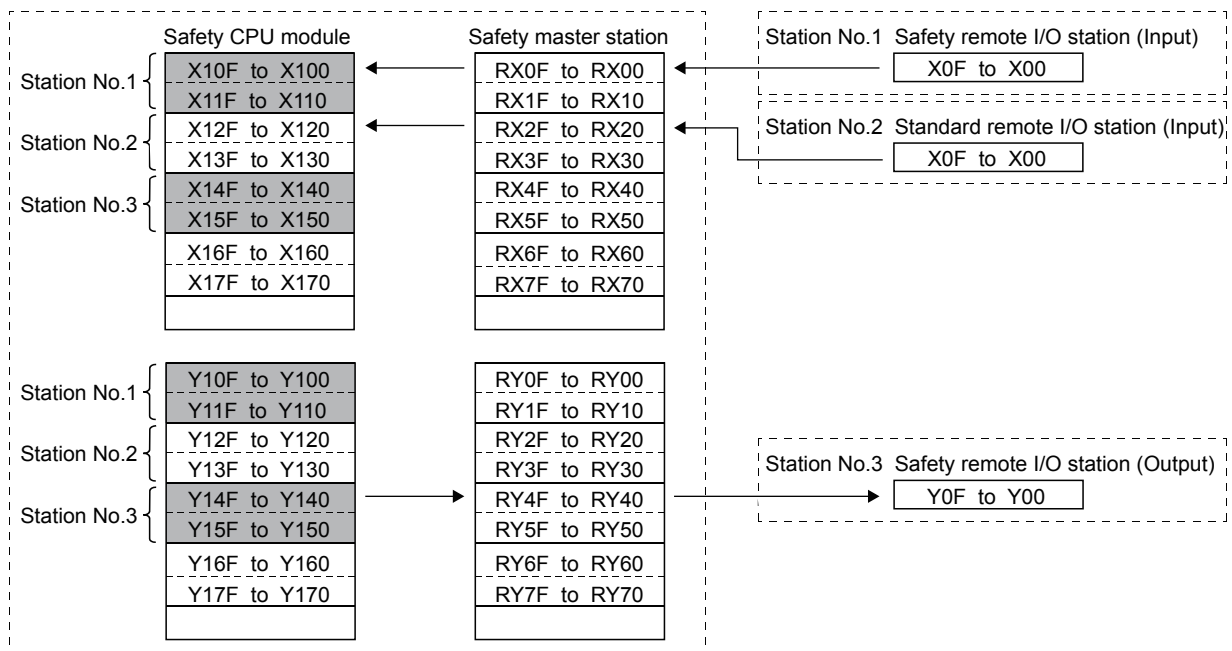 Safety CPU module
Safety master station
Station No.1
X10F to X100
X11F to X110
Station No.2
X12F to X120
X13F to X130
Station No.3
X14F to X140
X15F to X150
X16F to X160
X17F to X170
RX0F to RX00
RX1F to RX10
RX2F to RX20
RX3F to RX30
RX4F to RX40
RX5F to RX50
RX6F to RX60
RX7F to RX70
Station No.1 Safety remote I/O station (Input)
X0F to X00
Station No.2 Standard remote I/O station (Input)
X0F to X00
Station No.1
Y10F to Y100
Y11F to Y110
Station No.2
Y12F to Y120
Y13F to Y130
Station No.3
Y14F to Y140
Y15F to Y150
Y16F to Y160
Y17F to Y170
RY0F to RY00
RY1F to RY10
RY2F to RY20
RY3F to RY30
RY4F to RY40
RY5F to RY50
RY6F to RY60
RY7F to RY70
Station No.3 Safety remote I/O station (Output)
Y0F to Y00